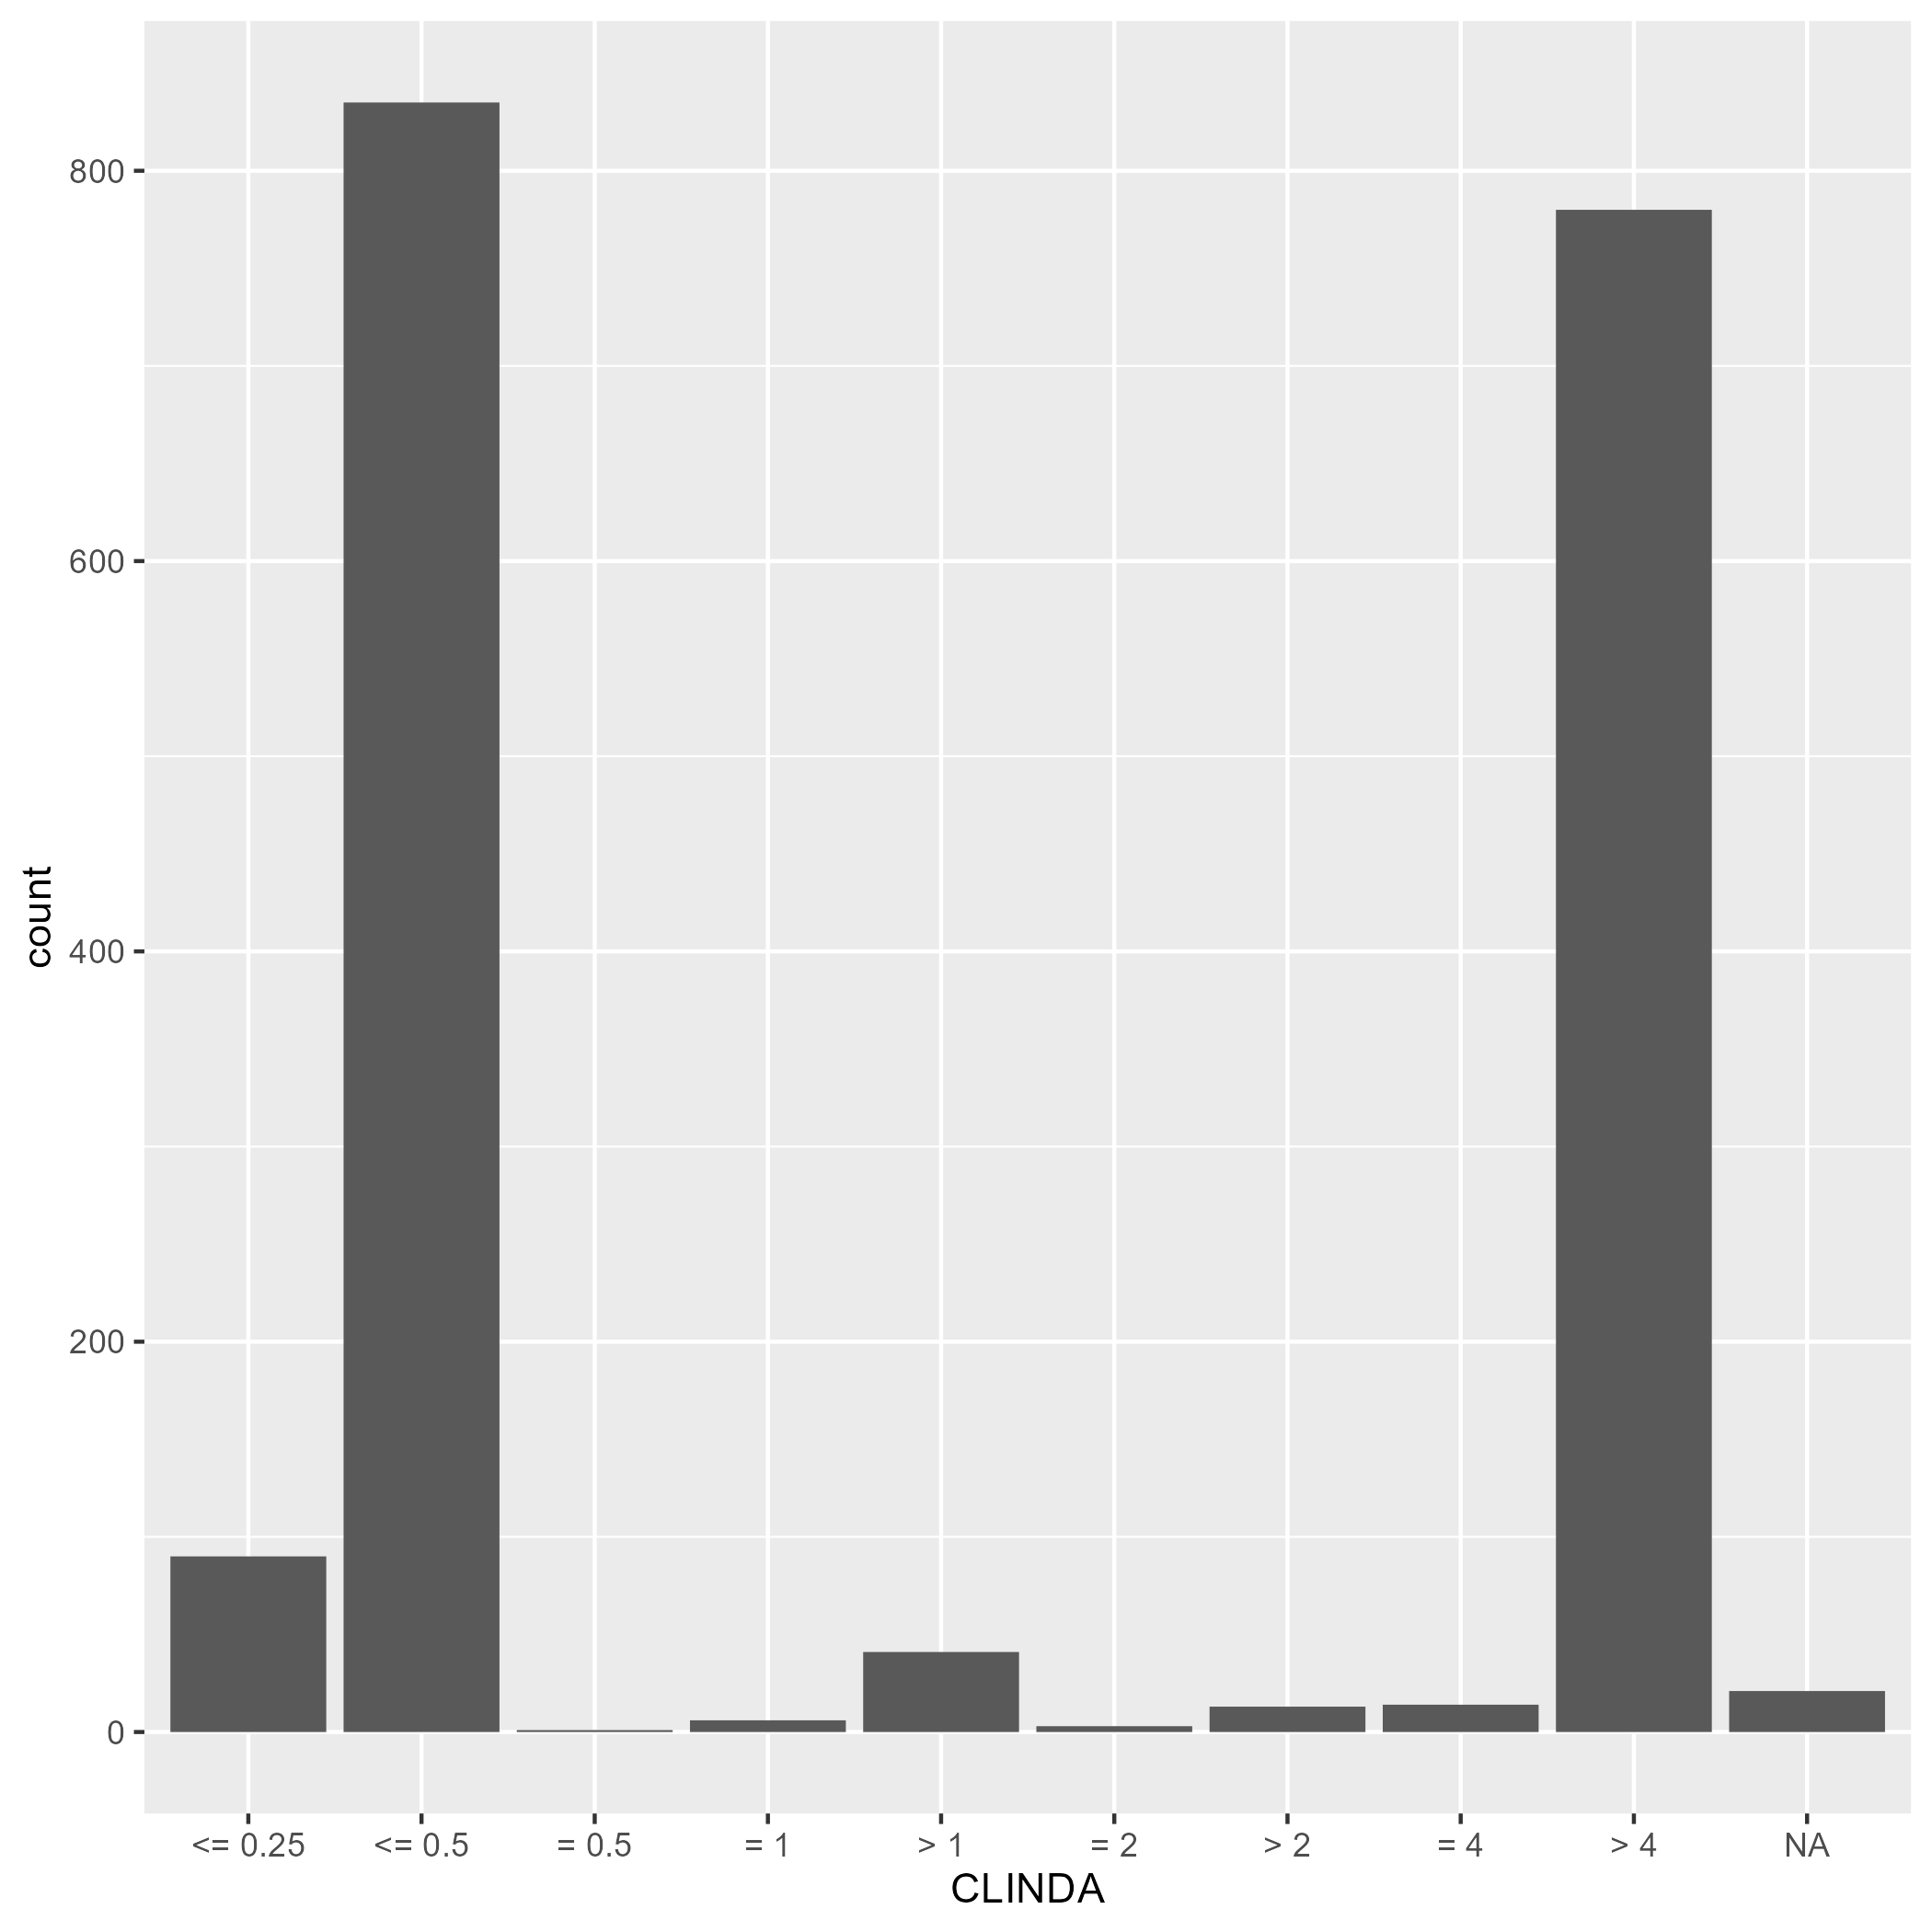 800
600
400
200
0
count
<= 0.25 <= 0.5 = 0.5 = 1 > 1 = 2 > 2 = 4 > 4 NA
CLINDA